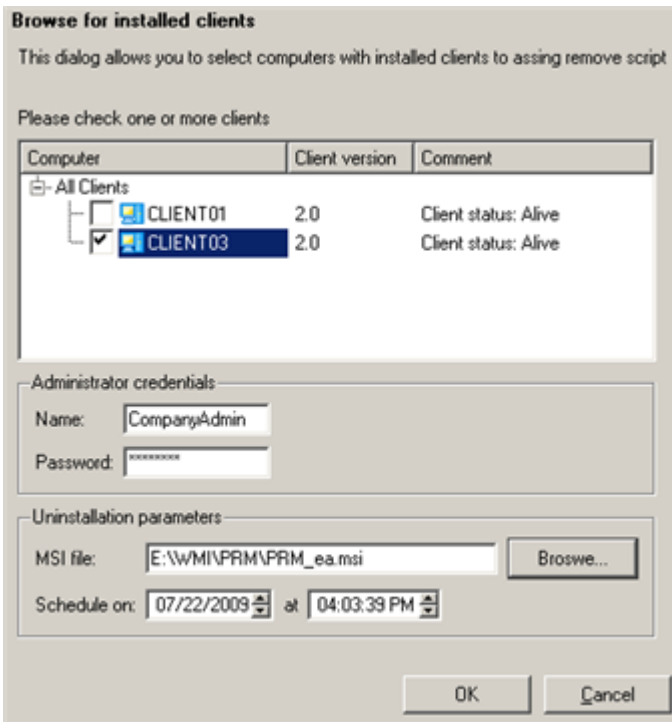 Browse for installed clients
This dialog allows you to select computers with installed clients to assing remove script
Please check one or more clients
Computer Client version Comment
All Clients
CLIENT01 2.0 Client status: Alive
CLIENT03 2.0 Client status: Alive
Administrator credentials
Name: CompanyAdmin
Password: ********
Uninstallation parameters
MSI file: E:\WMI\PRM\PRM_ea.msi Broswe...
Schedule on: 07/22/2009 at 04:03:39 PM
OK Cancel